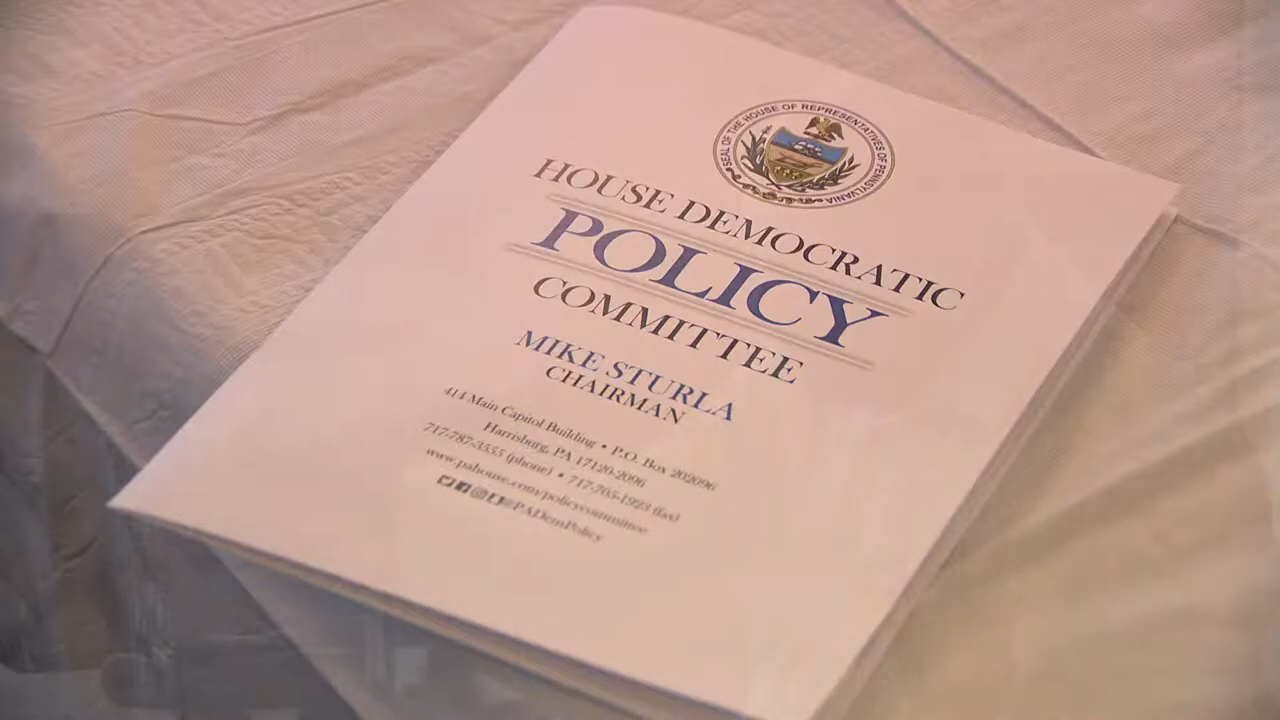 SEAL OF THE HOUSE OF REPRESENTATIVES OF PENNSYLVANIA
HOUSE DEMOCRATIC
POLICY
COMMITTEE
MIKE STURLA
CHAIRMAN
414 Main Capitol Building • P.O. Box 202096
Harrisburg, PA 17120-2096
717-787-3555 (phone) • 717-705-1923 (fax)
www.pahouse.com/policycommittee
@PADemPolicy